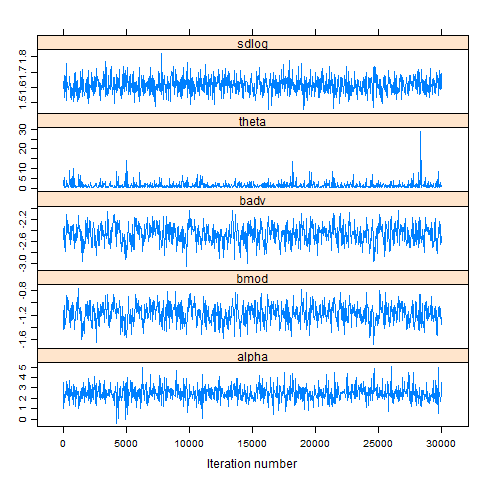 sdlog
1.5 1.6 1.7 1.8
theta
0 5 10 20 30
badv
-3.0 -2.6 -2.2
bmod
-1.6 -1.2 -0.8
alpha
0 1 2 3 4 5
0 5000 10000 15000 20000 25000 30000
Iteration number